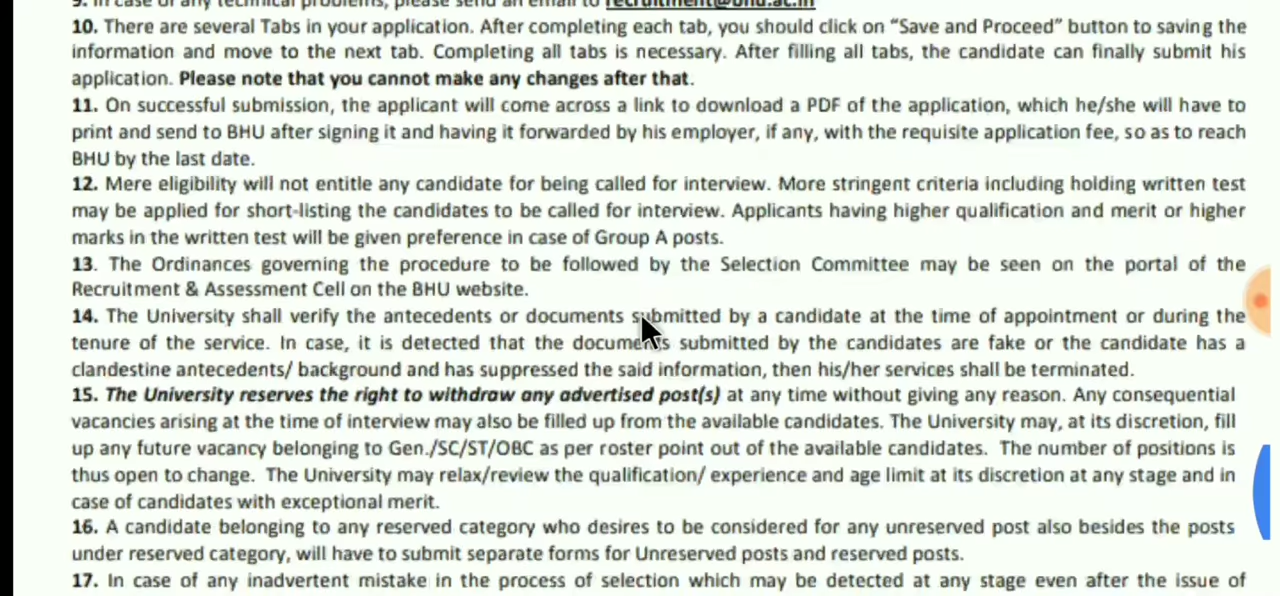 9. In case of any technical problems, please send an email to recruitment@bhu.ac.in
10. There are several Tabs in your application. After completing each tab, you should click on “Save and Proceed” button to saving the
information and move to the next tab. Completing all tabs is necessary. After filling all tabs, the candidate can finally submit his
application. Please note that you cannot make any changes after that.
11. On successful submission, the applicant will come across a link to download a PDF of the application, which he/she will have to
print and send to BHU after signing it and having it forwarded by his employer, if any, with the requisite application fee, so as to reach
BHU by the last date.
12. Mere eligibility will not entitle any candidate for being called for interview. More stringent criteria including holding written test
may be applied for short-listing the candidates to be called for interview. Applicants having higher qualification and merit or higher
marks in the written test will be given preference in case of Group A posts.
13. The Ordinances governing the procedure to be followed by the Selection Committee may be seen on the portal of the
Recruitment & Assessment Cell on the BHU website.
14. The University shall verify the antecedents or documents submitted by a candidate at the time of appointment or during the
tenure of the service. In case, it is detected that the documents submitted by the candidates are fake or the candidate has a
clandestine antecedents/ background and has suppressed the said information, then his/her services shall be terminated.
15. The University reserves the right to withdraw any advertised post(s) at any time without giving any reason. Any consequential
vacancies arising at the time of interview may also be filled up from the available candidates. The University may, at its discretion, fill
up any future vacancy belonging to Gen./SC/ST/OBC as per roster point out of the available candidates. The number of positions is
thus open to change. The University may relax/review the qualification/ experience and age limit at its discretion at any stage and in
case of candidates with exceptional merit.
16. A candidate belonging to any reserved category who desires to be considered for any unreserved post also besides the posts
under reserved category, will have to submit separate forms for Unreserved posts and reserved posts.
17. In case of any inadvertent mistake in the process of selection which may be detected at any stage even after the issue of